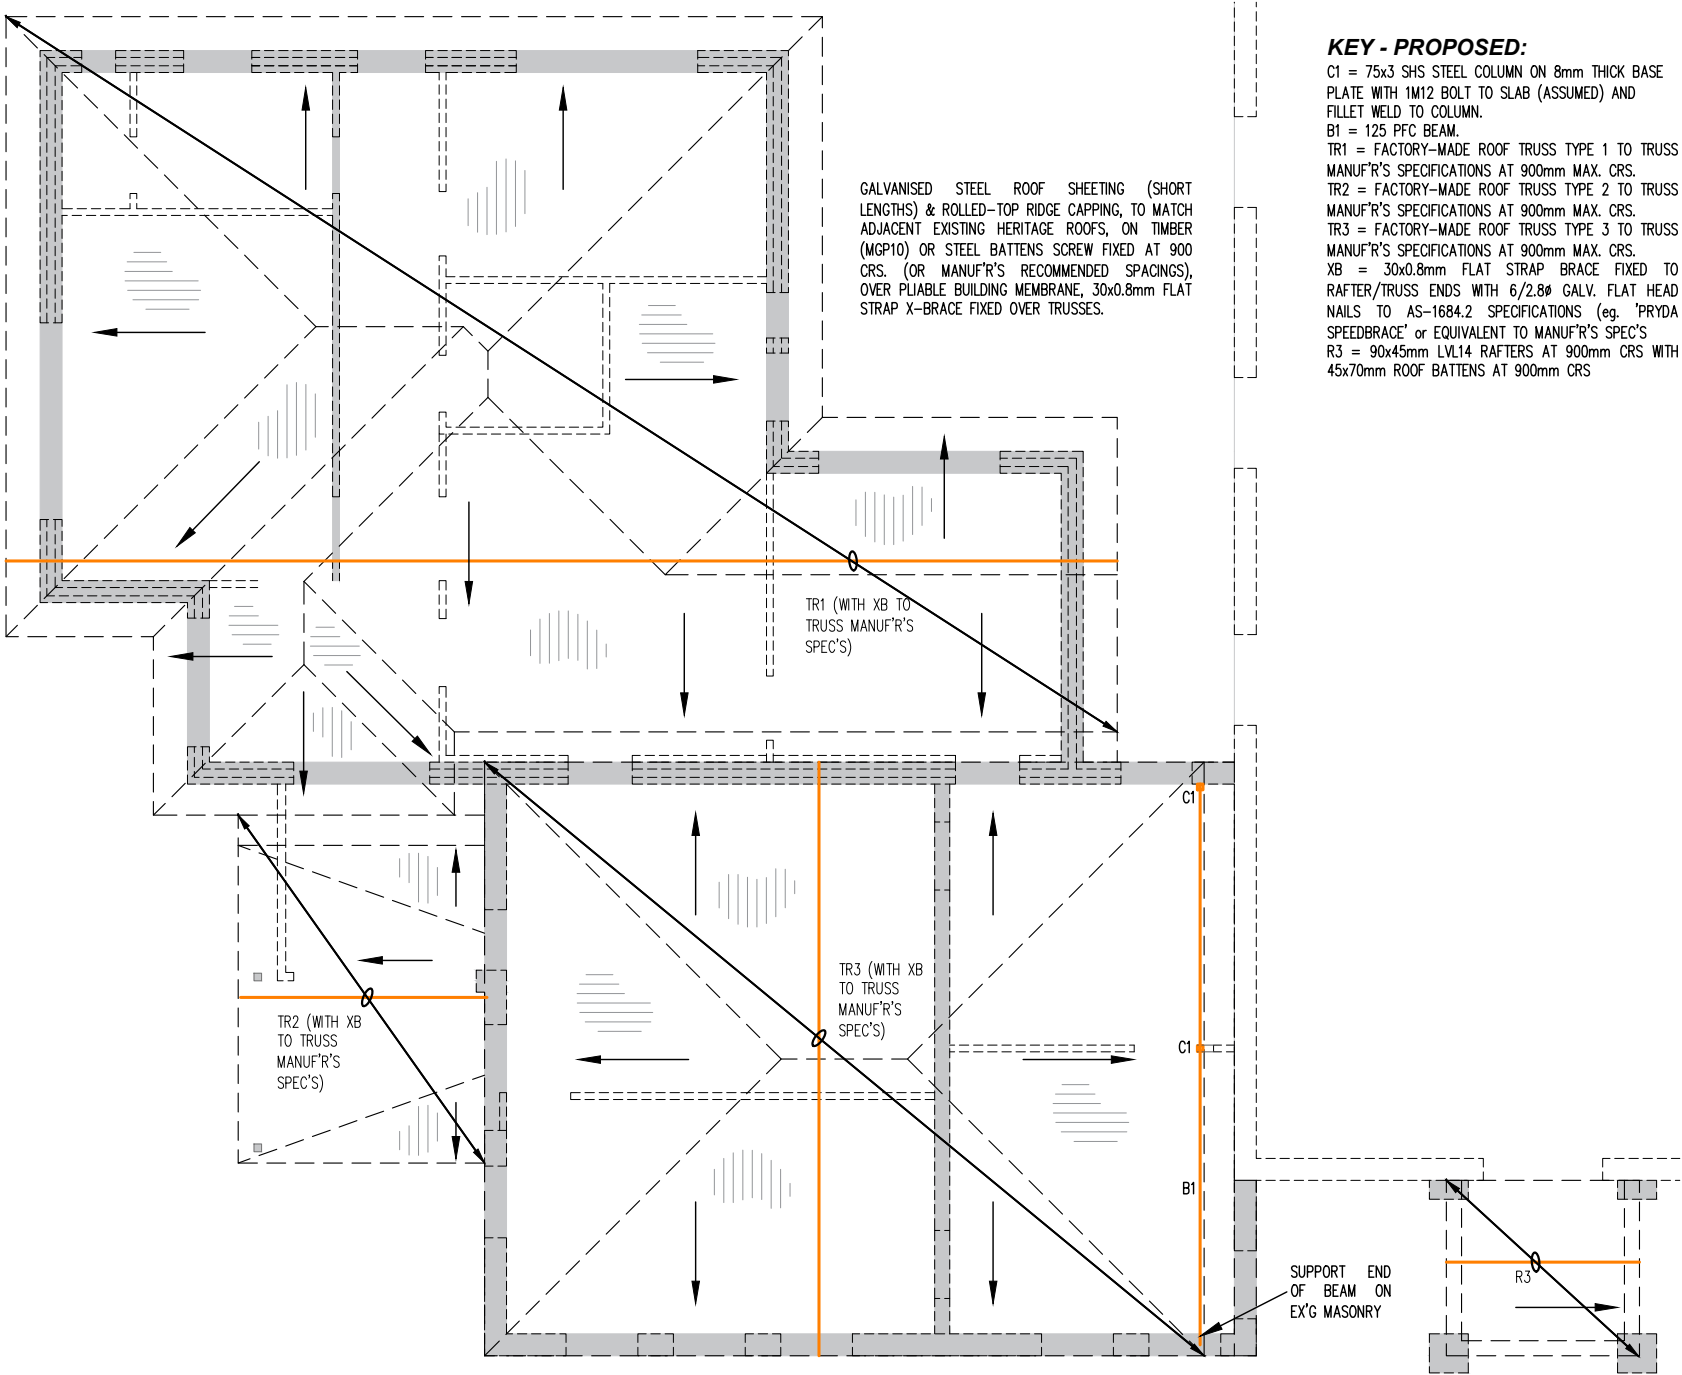 KEY - PROPOSED:
C1 = 75x3 SHS STEEL COLUMN ON 8mm THICK BASE
PLATE WITH 1M12 BOLT TO SLAB (ASSUMED) AND
FILLET WELD TO COLUMN.
B1 = 125 PFC BEAM.
TR1 = FACTORY-MADE ROOF TRUSS TYPE 1 TO TRUSS
MANUF'R'S SPECIFICATIONS AT 900mm MAX. CRS.
TR2 = FACTORY-MADE ROOF TRUSS TYPE 2 TO TRUSS
MANUF'R'S SPECIFICATIONS AT 900mm MAX. CRS.
TR3 = FACTORY-MADE ROOF TRUSS TYPE 3 TO TRUSS
MANUF'R'S SPECIFICATIONS AT 900mm MAX. CRS.
XB = 30x0.8mm FLAT STRAP BRACE FIXED TO
RAFTER/TRUSS ENDS WITH 6/2.8ø GALV. FLAT HEAD
NAILS TO AS-1684.2 SPECIFICATIONS (eg. 'PRYDA
SPEEDBRACE' or EQUIVALENT TO MANUF'R'S SPEC'S
R3 = 90x45mm LVL14 RAFTERS AT 900mm CRS WITH
45x70mm ROOF BATTENS AT 900mm CRS
GALVANISED STEEL ROOF SHEETING (SHORT
LENGTHS) & ROLLED-TOP RIDGE CAPPING, TO MATCH
ADJACENT EXISTING HERITAGE ROOFS, ON TIMBER
(MGP10) OR STEEL BATTENS SCREW FIXED AT 900
CRS. (OR MANUF'R'S RECOMMENDED SPACINGS),
OVER PLIABLE BUILDING MEMBRANE, 30x0.8mm FLAT
STRAP X-BRACE FIXED OVER TRUSSES.
TR1 (WITH XB TO
TRUSS MANUF'R'S
SPEC'S)
C1
TR3 (WITH XB
TO TRUSS
MANUF'R'S
SPEC'S)
TR2 (WITH XB
TO TRUSS
MANUF'R'S
SPEC'S)
C1
B1
SUPPORT END
OF BEAM ON
EX'G MASONRY
R3